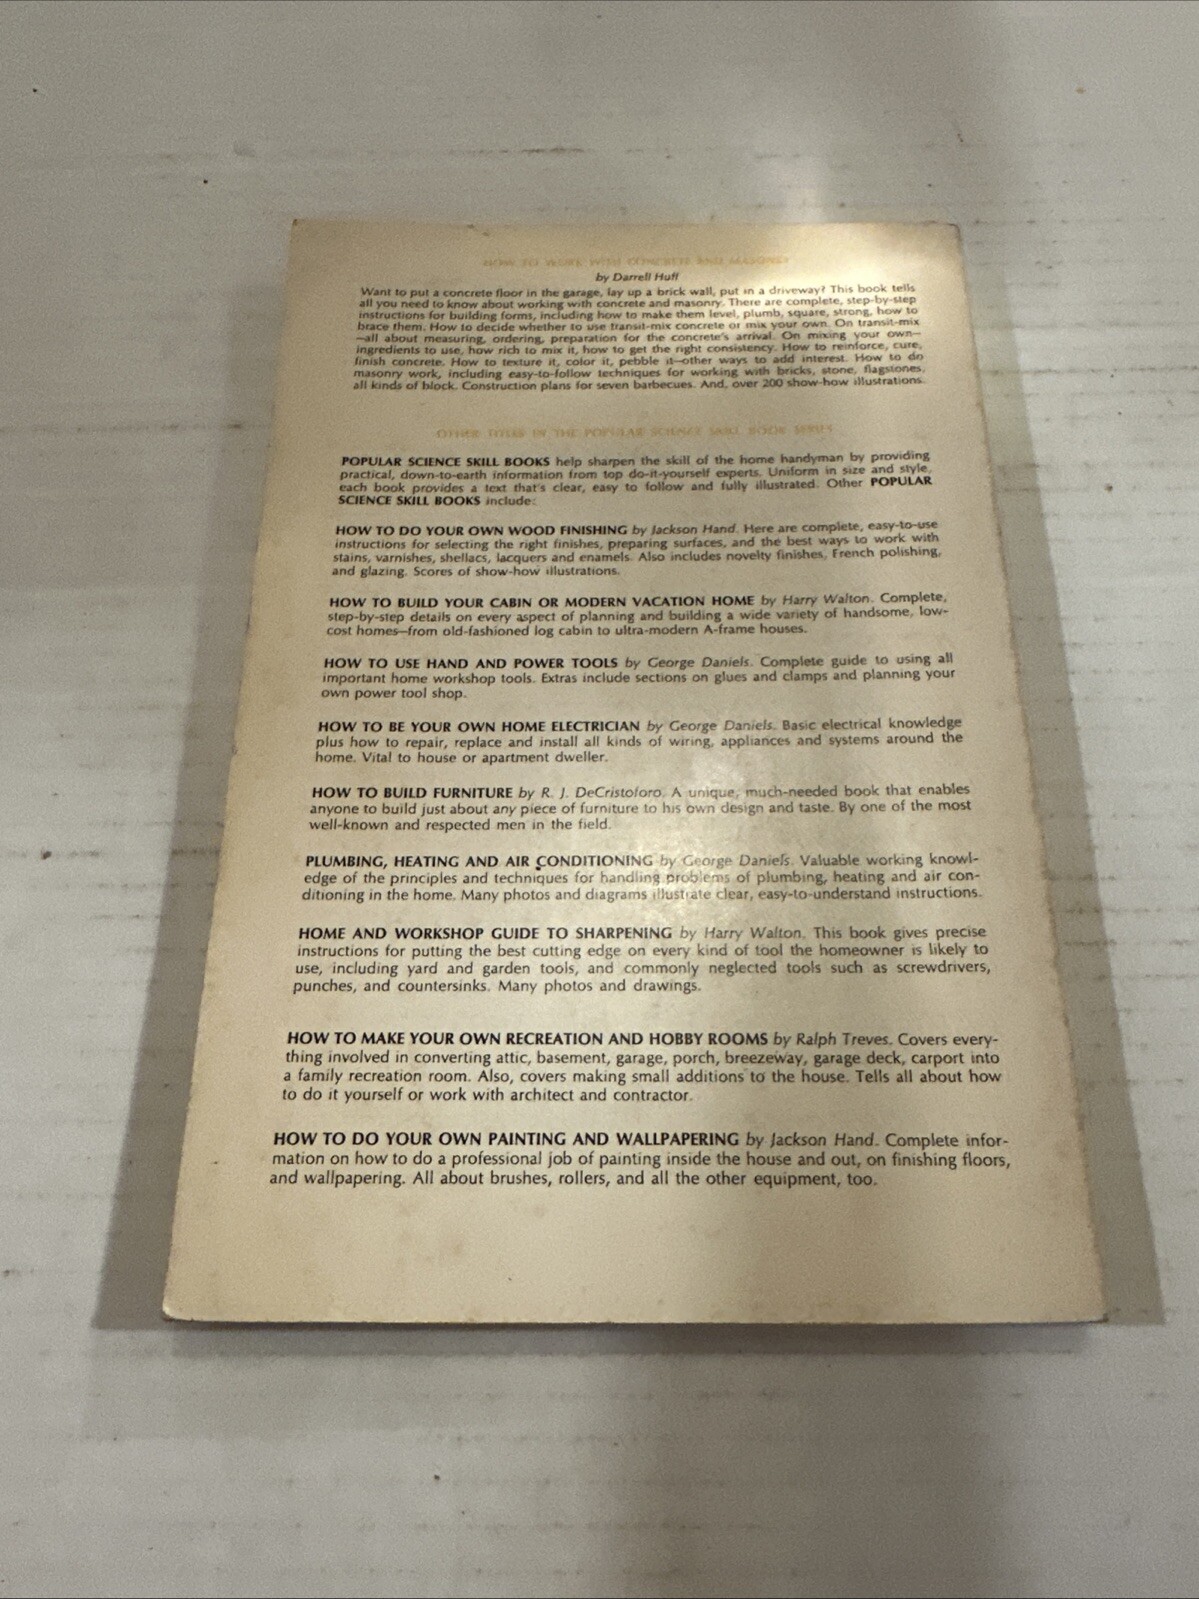 HOW TO WORK WITH CONCRETE AND MASONRY
by Darrell Huff
Want to put a concrete floor in the garage, lay up a brick wall, put in a driveway? This book tells
all you need to know about working with concrete and masonry. There are complete, step-by-step
instructions for building forms, including how to make them level, plumb, square, strong, how to
brace them. How to decide whether to use transit-mix concrete or mix your own. On transit-mix
—all about measuring, ordering, preparation for the concrete's arrival. On mixing your own—
ingredients to use, how rich to mix it, how to get the right consistency. How to reinforce, cure,
finish concrete. How to texture it, color it, pebble it—other ways to add interest. How to do
masonry work, including easy-to-follow techniques for working with bricks, stone, flagstones,
all kinds of block. Construction plans for seven barbecues. And, over 200 show-how illustrations.
OTHER TITLES IN THE POPULAR SCIENCE SKILL BOOK SERIES
POPULAR SCIENCE SKILL BOOKS help sharpen the skill of the home handyman by providing
practical, down-to-earth information from top do-it-yourself experts. Uniform in size and style,
each book provides a text that's clear, easy to follow and fully illustrated. Other POPULAR
SCIENCE SKILL BOOKS include:
HOW TO DO YOUR OWN WOOD FINISHING by Jackson Hand. Here are complete, easy-to-use
instructions for selecting the right finishes, preparing surfaces, and the best ways to work with
stains, varnishes, shellacs, lacquers and enamels. Also includes novelty finishes, French polishing,
and glazing. Scores of show-how illustrations.
HOW TO BUILD YOUR CABIN OR MODERN VACATION HOME by Harry Walton. Complete,
step-by-step details on every aspect of planning and building a wide variety of handsome, low-
cost homes—from old-fashioned log cabin to ultra-modern A-frame houses.
HOW TO USE HAND AND POWER TOOLS by George Daniels. Complete guide to using all
important home workshop tools. Extras include sections on glues and clamps and planning your
own power tool shop.
HOW TO BE YOUR OWN HOME ELECTRICIAN by George Daniels. Basic electrical knowledge
plus how to repair, replace and install all kinds of wiring, appliances and systems around the
home. Vital to house or apartment dweller.
HOW TO BUILD FURNITURE by R. J. DeCristoforo. A unique, much-needed book that enables
anyone to build just about any piece of furniture to his own design and taste. By one of the most
well-known and respected men in the field.
PLUMBING, HEATING AND AIR CONDITIONING by George Daniels. Valuable working knowl-
edge of the principles and techniques for handling problems of plumbing, heating and air con-
ditioning in the home. Many photos and diagrams illustrate clear, easy-to-understand instructions.
HOME AND WORKSHOP GUIDE TO SHARPENING by Harry Walton. This book gives precise
instructions for putting the best cutting edge on every kind of tool the homeowner is likely to
use, including yard and garden tools, and commonly neglected tools such as screwdrivers,
punches, and countersinks. Many photos and drawings.
HOW TO MAKE YOUR OWN RECREATION AND HOBBY ROOMS by Ralph Treves. Covers every-
thing involved in converting attic, basement, garage, porch, breezeway, garage deck, carport into
a family recreation room. Also, covers making small additions to the house. Tells all about how
to do it yourself or work with architect and contractor.
HOW TO DO YOUR OWN PAINTING AND WALLPAPERING by Jackson Hand. Complete infor-
mation on how to do a professional job of painting inside the house and out, on finishing floors,
and wallpapering. All about brushes, rollers, and all the other equipment, too.